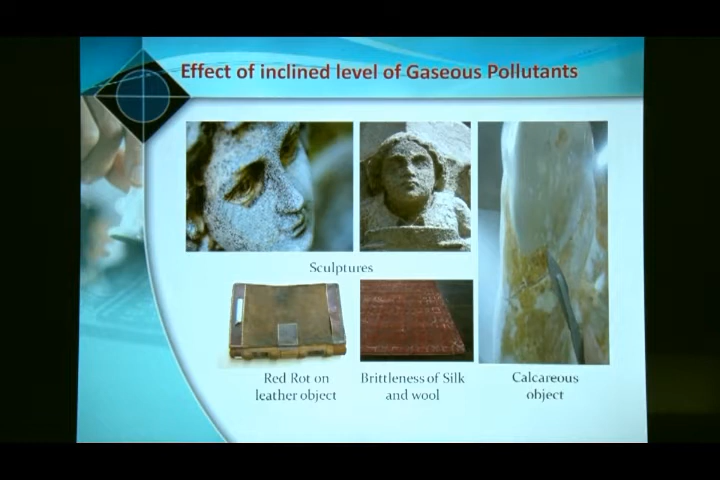 Effect of inclined level of Gaseous Pollutants
Sculptures
Red Rot on
leather object
Brittleness of Silk
and wool
Calcareous
object